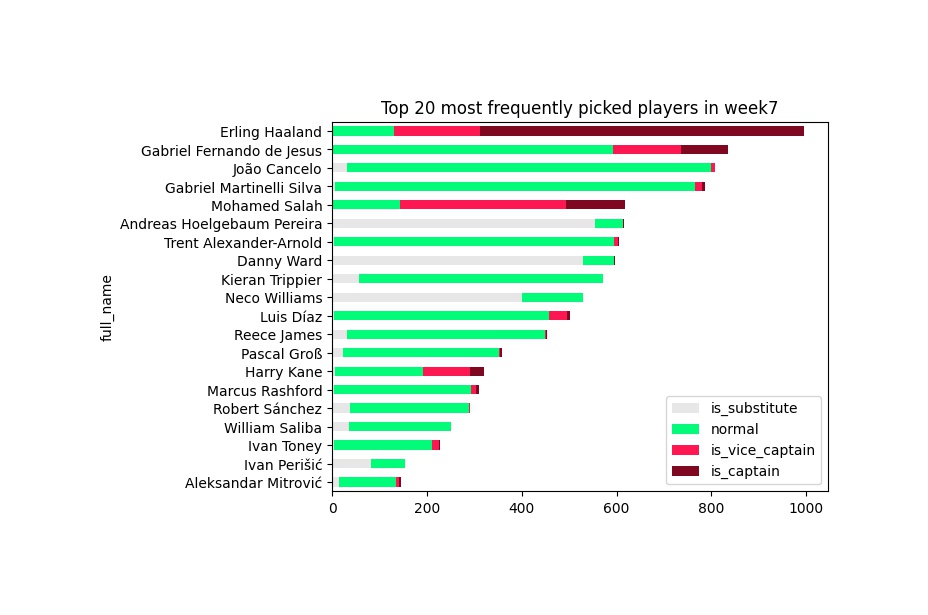 Top 20 most frequently picked players in week7
full_name
Erling Haaland
Gabriel Fernando de Jesus
João Cancelo
Gabriel Martinelli Silva
Mohamed Salah
Andreas Hoelgebaum Pereira
Trent Alexander-Arnold
Danny Ward
Kieran Trippier
Neco Williams
Luis Díaz
Reece James
Pascal Groß
Harry Kane
Marcus Rashford
Robert Sánchez
William Saliba
Ivan Toney
Ivan Perišić
Aleksandar Mitrović
is_substitute
normal
is_vice_captain
is_captain
0 200 400 600 800 1000